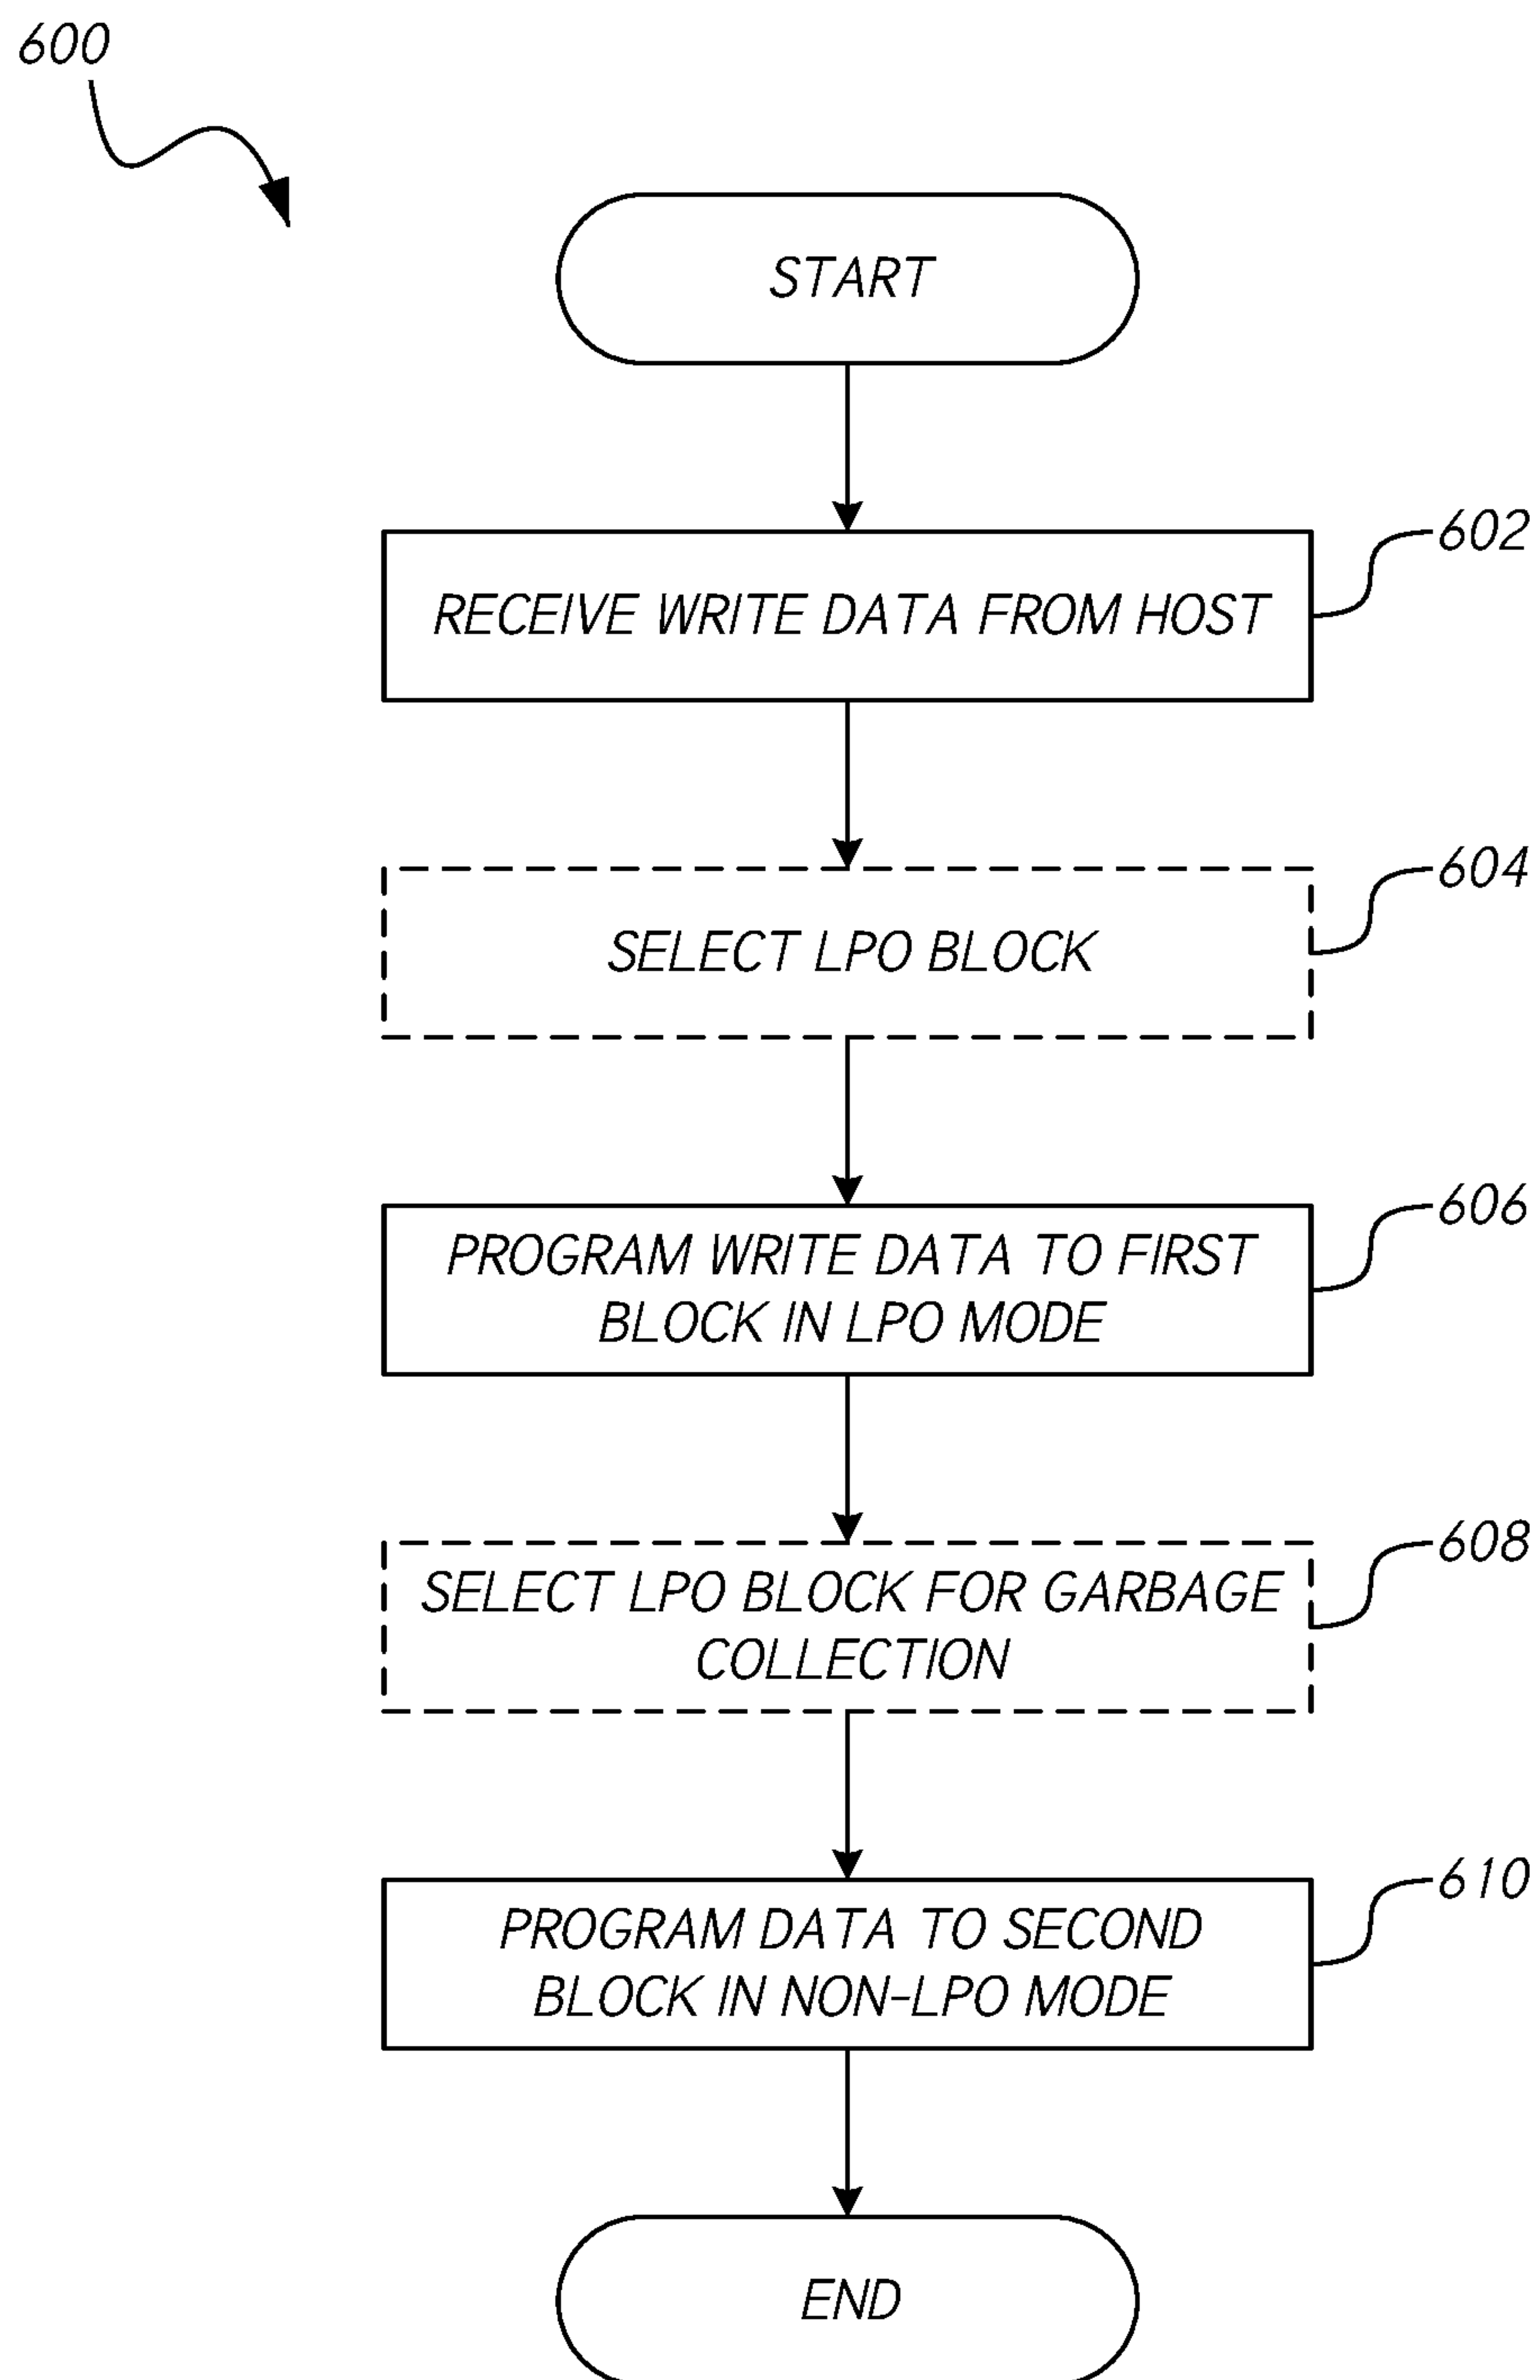 600
START
602
RECEIVE WRITE DATA FROM HOST
604
SELECT LPO BLOCK
606
PROGRAM WRITE DATA TO FIRST
BLOCK IN LPO MODE
608
SELECT LPO BLOCK FOR GARBAGE
COLLECTION
610
PROGRAM DATA TO SECOND
BLOCK IN NON-LPO MODE
END